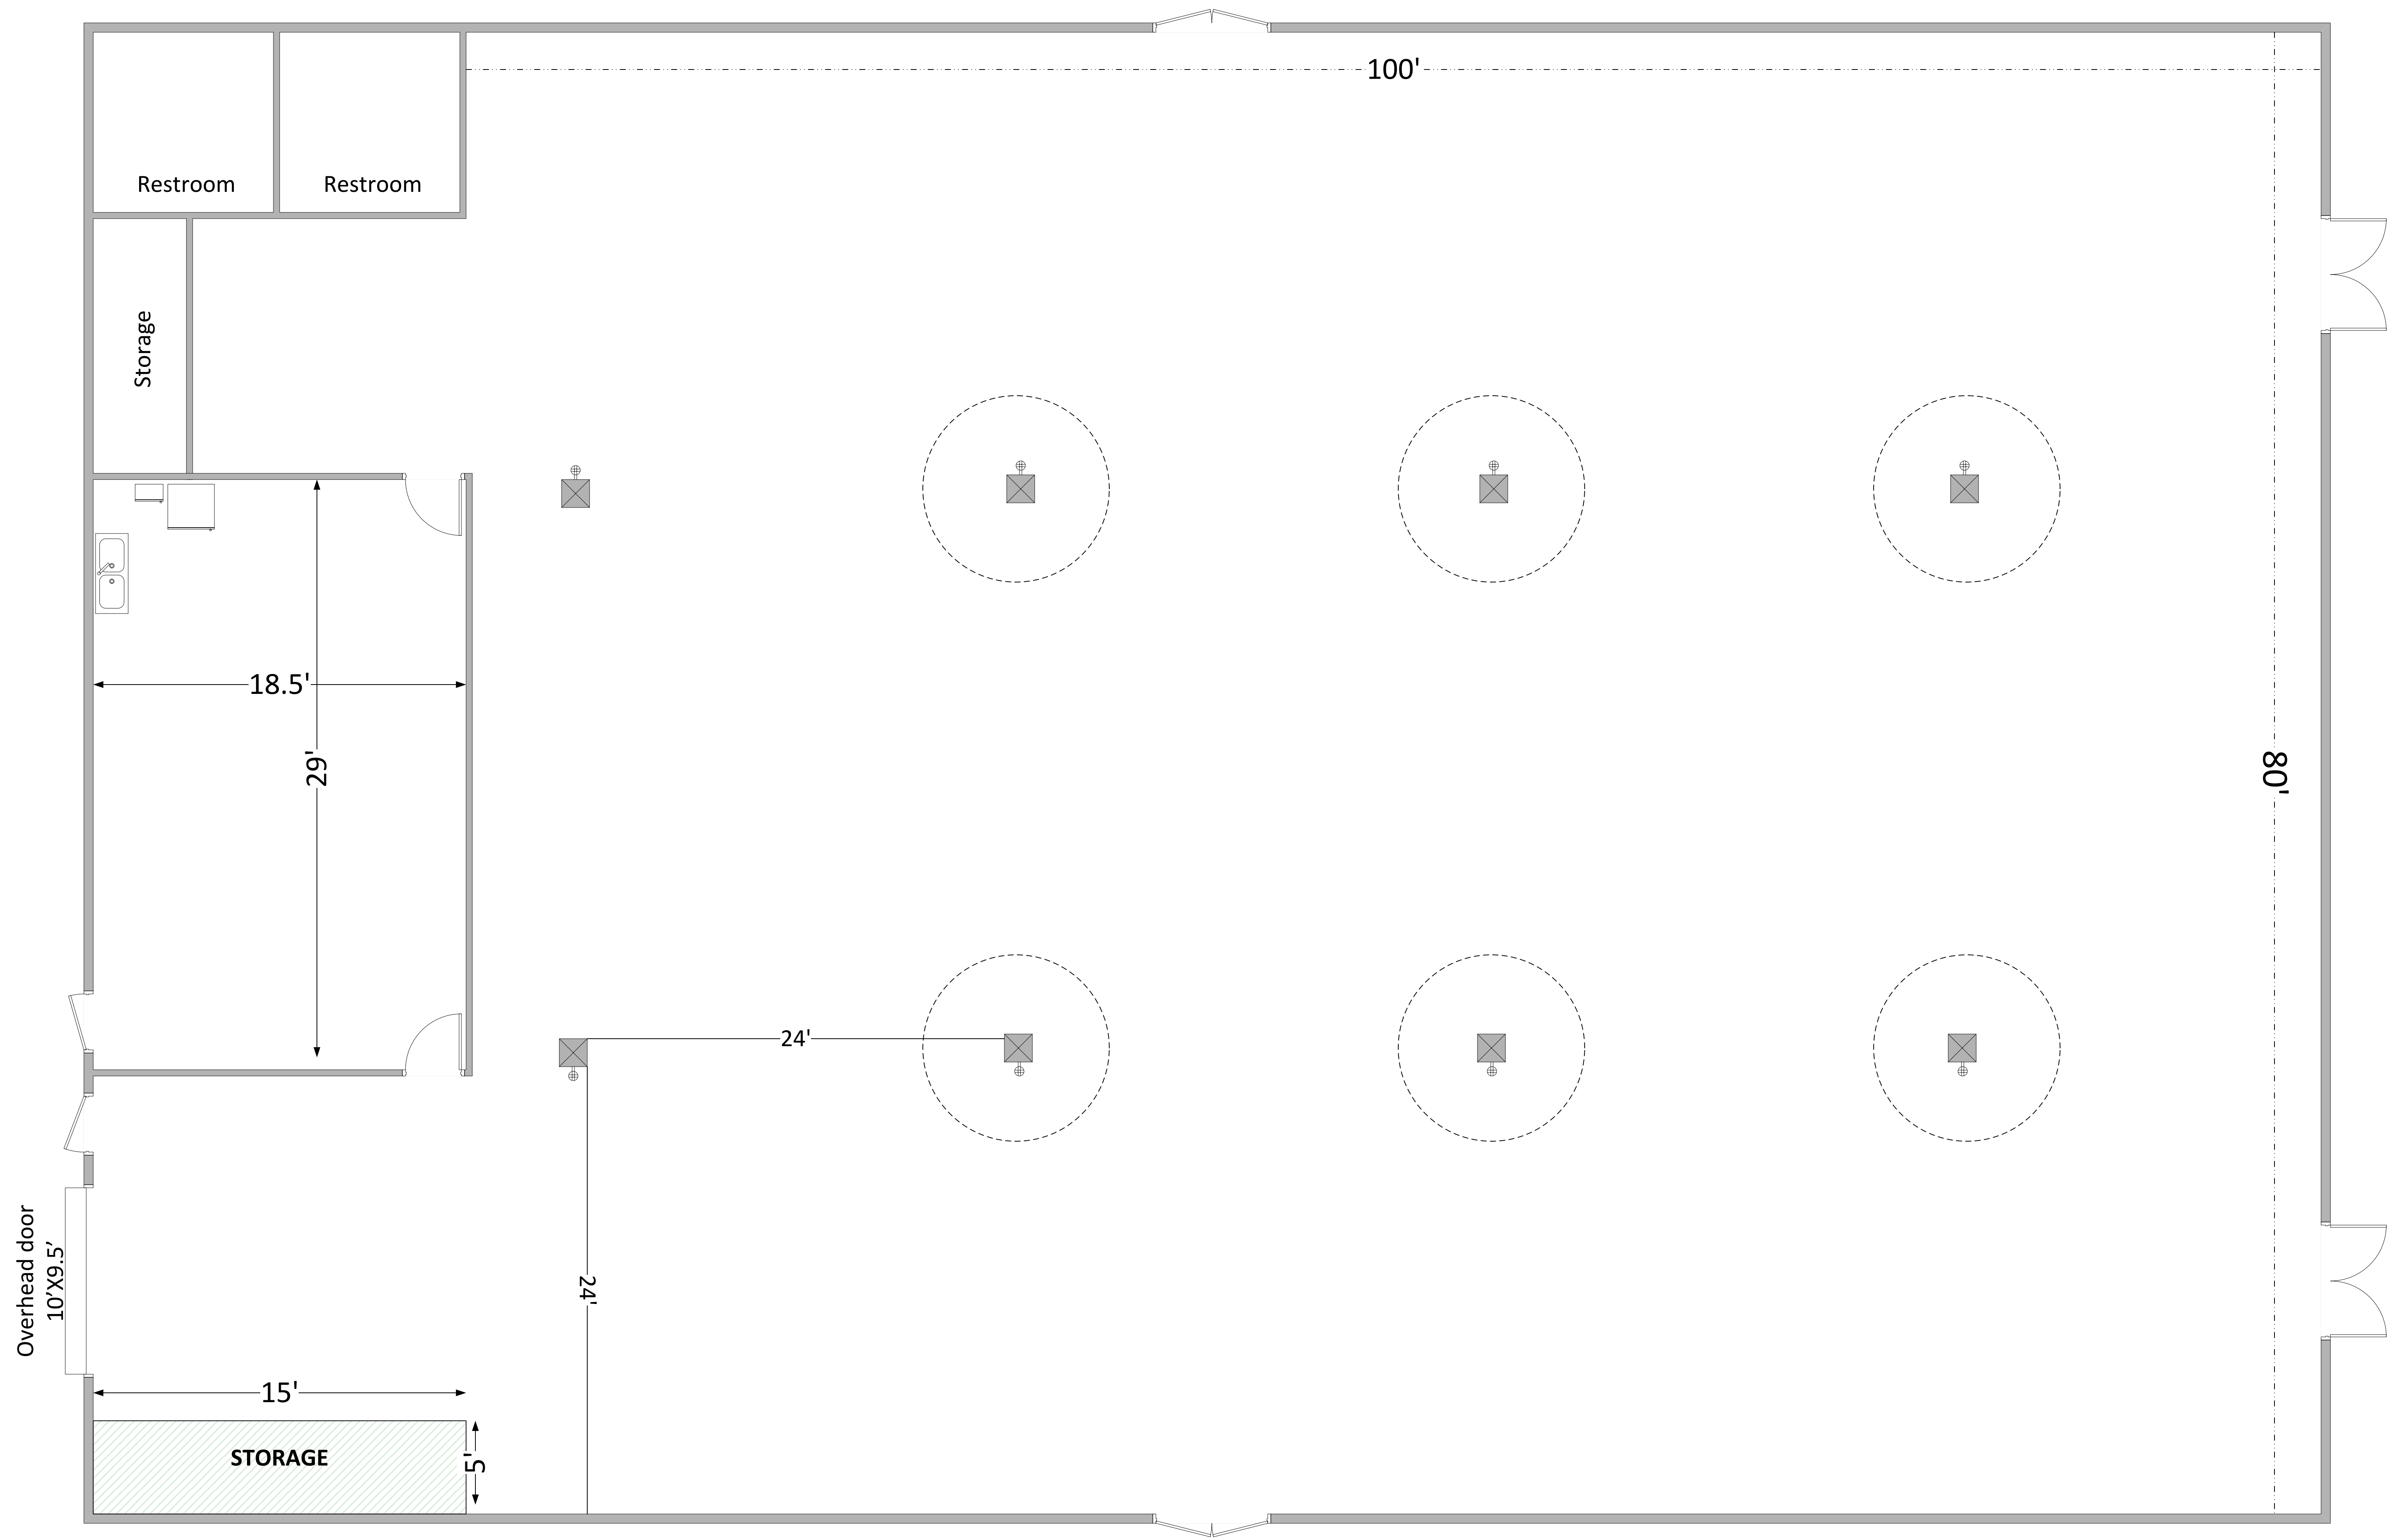 100'
Restroom
Restroom
Storage
18.5'
29'
80'
24'
24'
Overhead door
10’X9.5’
15'
STORAGE
5'